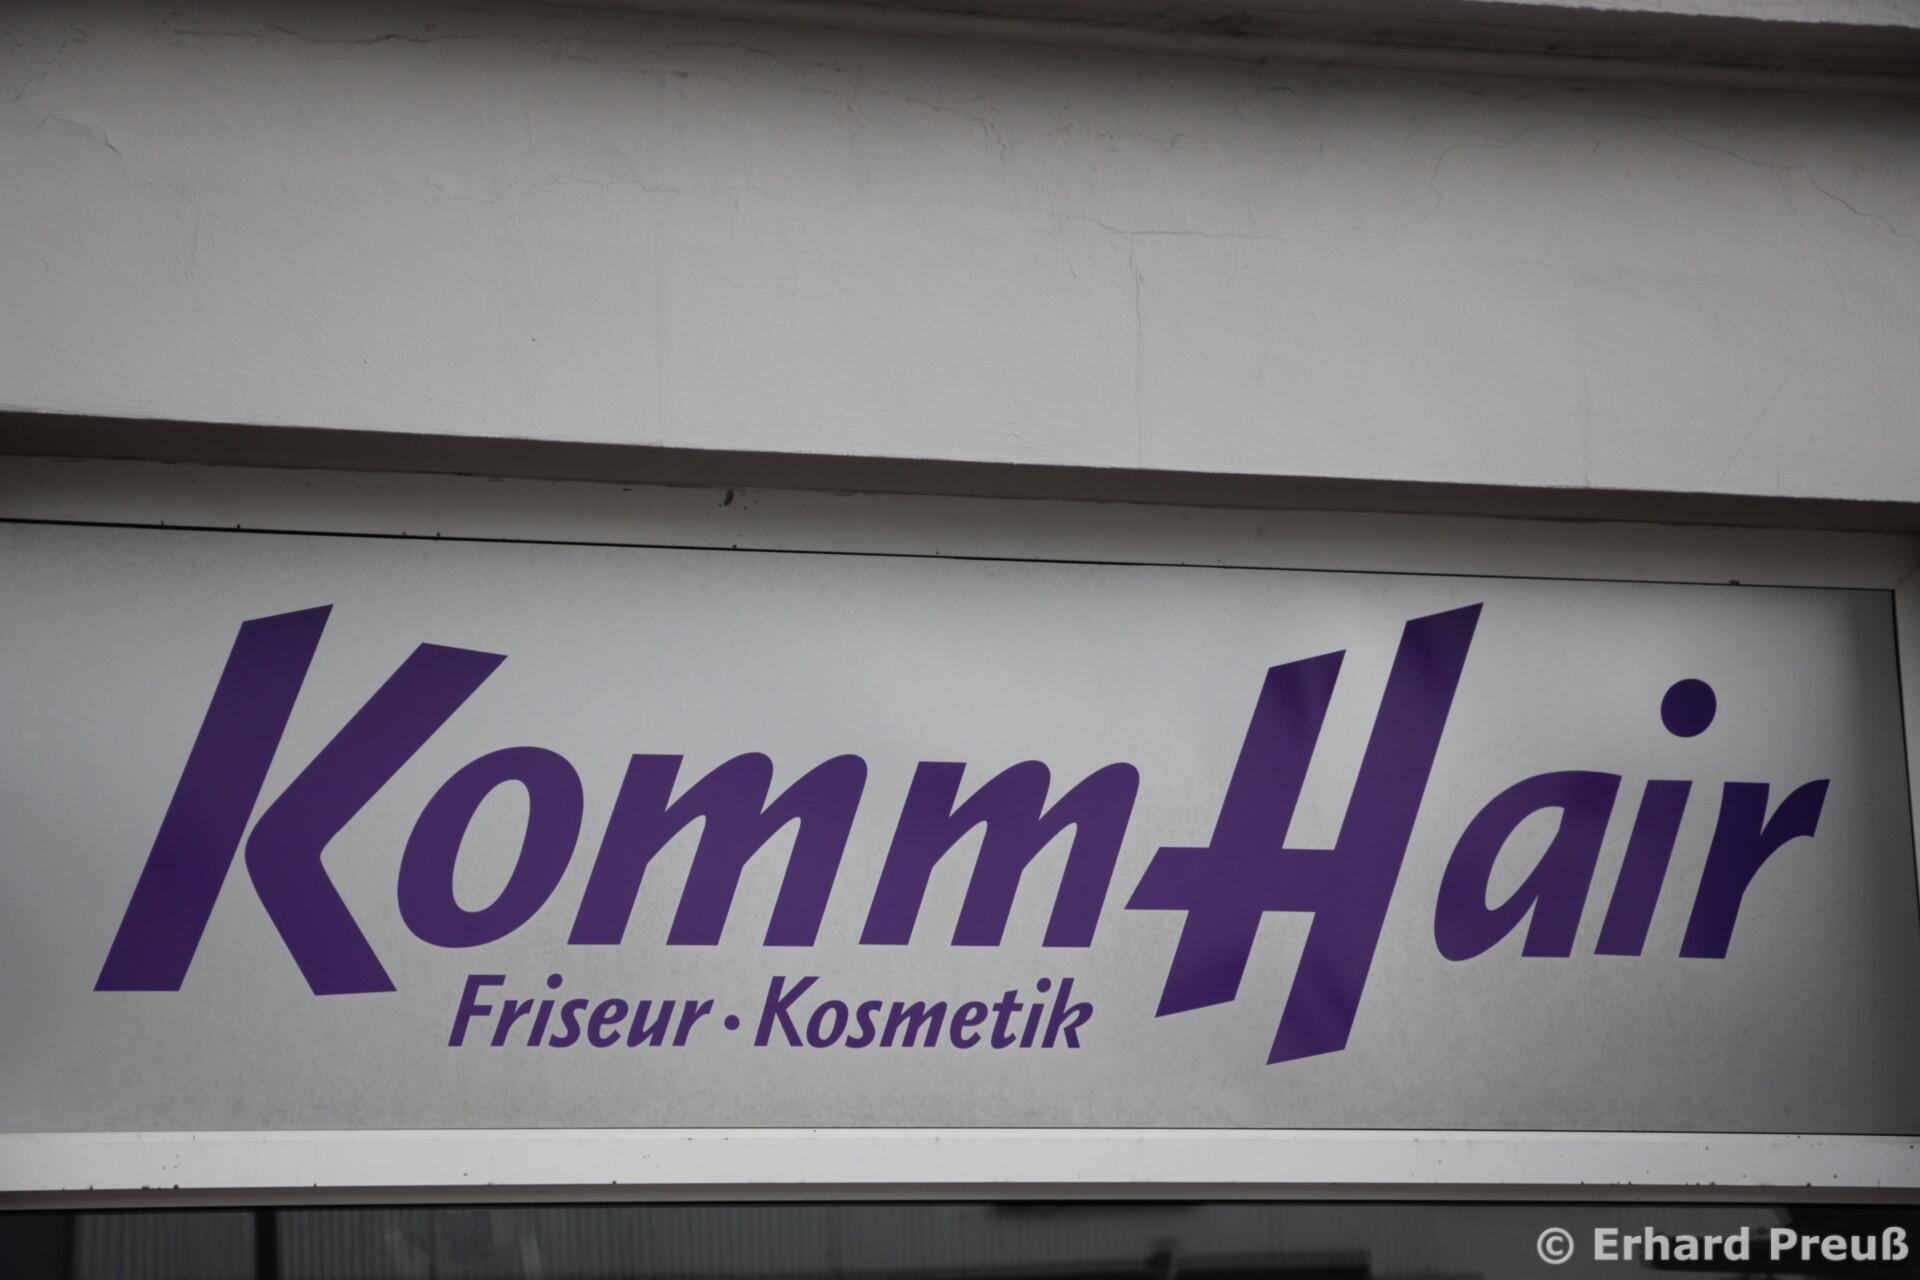 KommHair
Friseur · Kosmetik
© Erhard Preuß